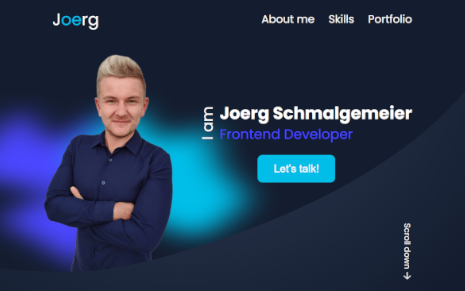 Joerg
About me Skills Portfolio
I am
Joerg Schmalgemeier
Frontend Developer
Let's talk!
Scroll down →